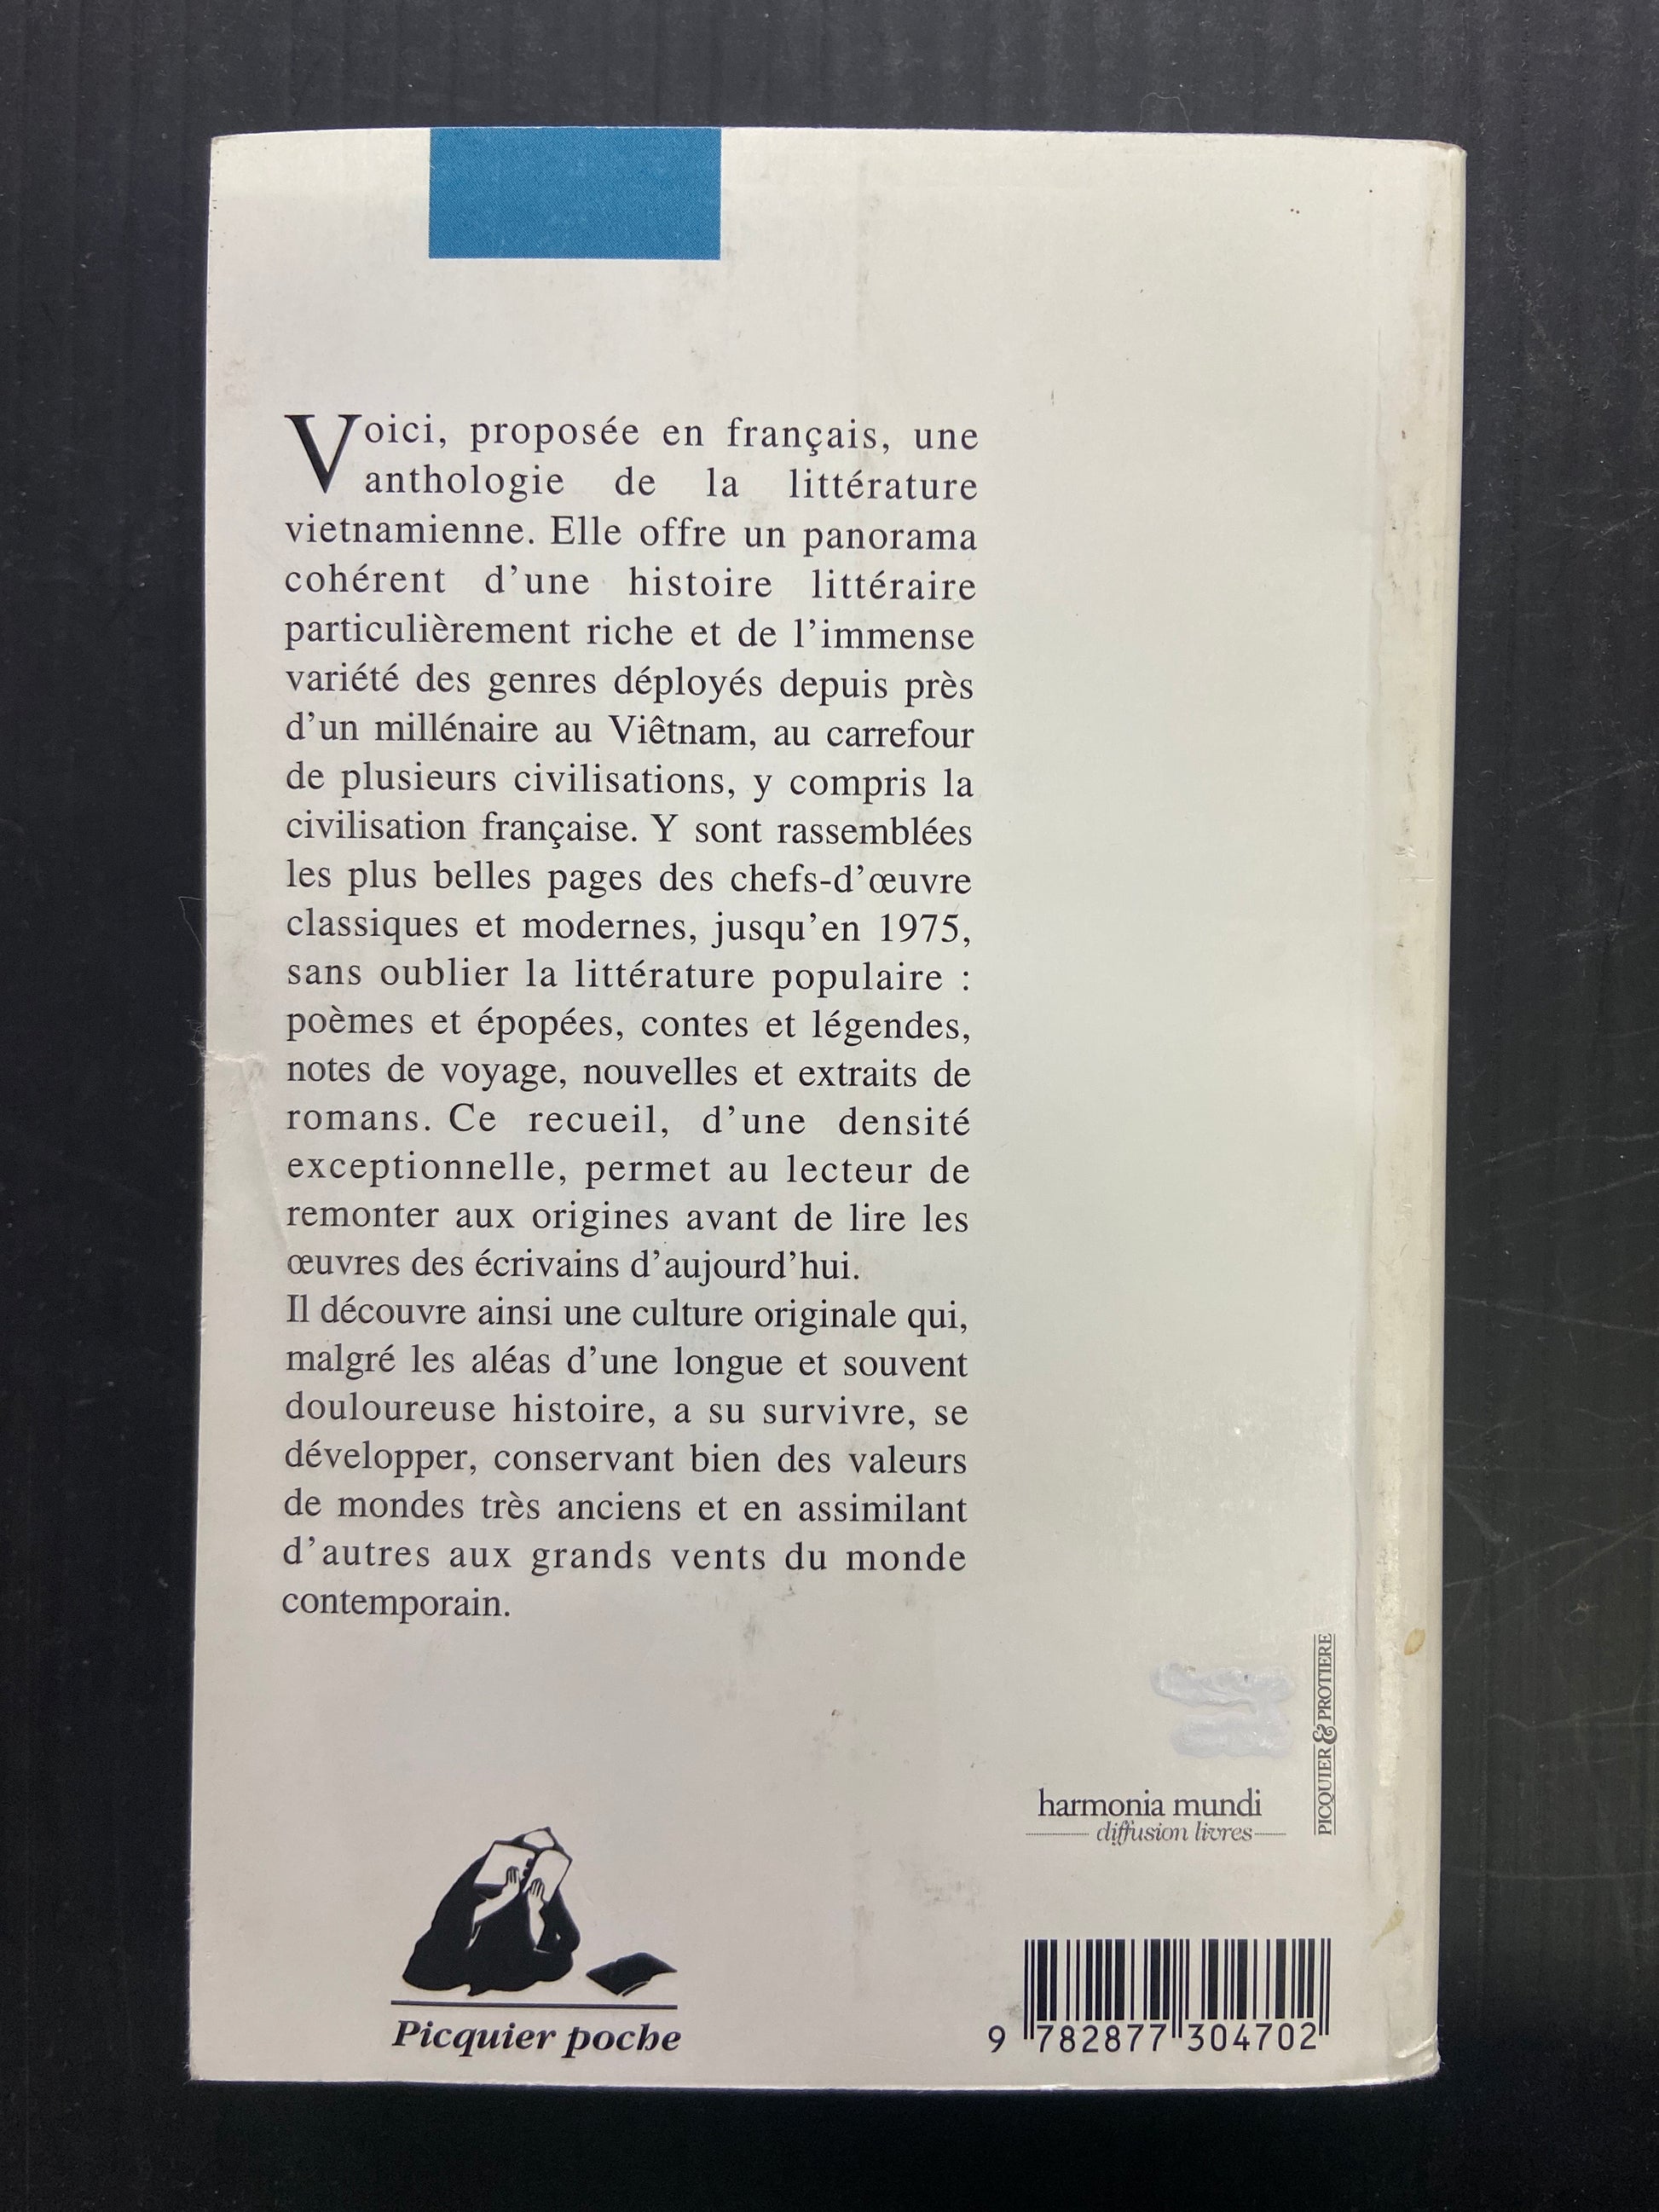 Voici, proposée en français, une
anthologie de la littérature
vietnamienne. Elle offre un panorama
cohérent d’une histoire littéraire
particulièrement riche et de l’immense
variété des genres déployés depuis près
d’un millénaire au Viêtnam, au carrefour
de plusieurs civilisations, y compris la
civilisation française. Y sont rassemblées
les plus belles pages des chefs-d’œuvre
classiques et modernes, jusqu’en 1975,
sans oublier la littérature populaire :
poèmes et épopées, contes et légendes,
notes de voyage, nouvelles et extraits de
romans. Ce recueil, d’une densité
exceptionnelle, permet au lecteur de
remonter aux origines avant de lire les
œuvres des écrivains d’aujourd’hui.
Il découvre ainsi une culture originale qui,
malgré les aléas d’une longue et souvent
douloureuse histoire, a su survivre, se
développer, conservant bien des valeurs
de mondes très anciens et en assimilant
d’autres aux grands vents du monde
contemporain.
PICQUIER & PROTIERE
harmonia mundi
diffusion livres
Picquier poche
9 782877 304702